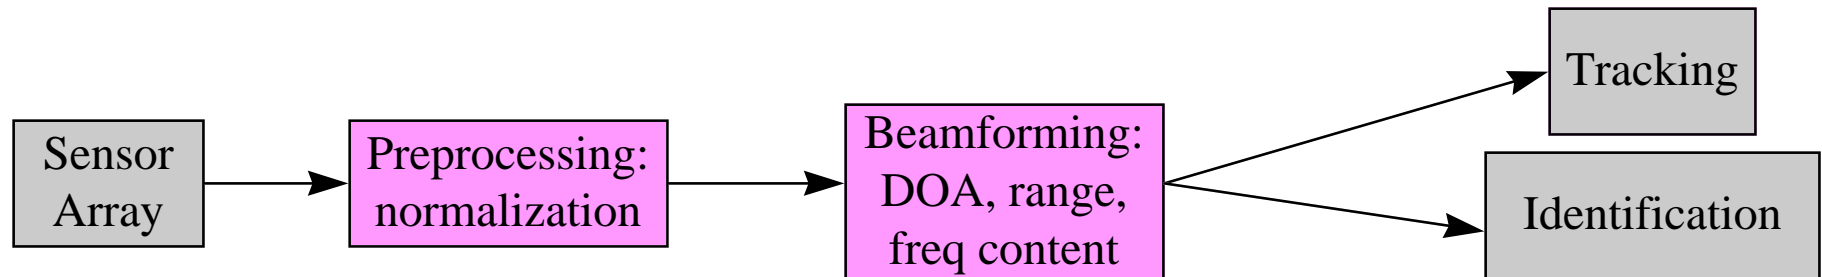 Sensor
Array
Preprocessing:
normalization
Beamforming:
DOA, range,
freq content
Tracking
Identification